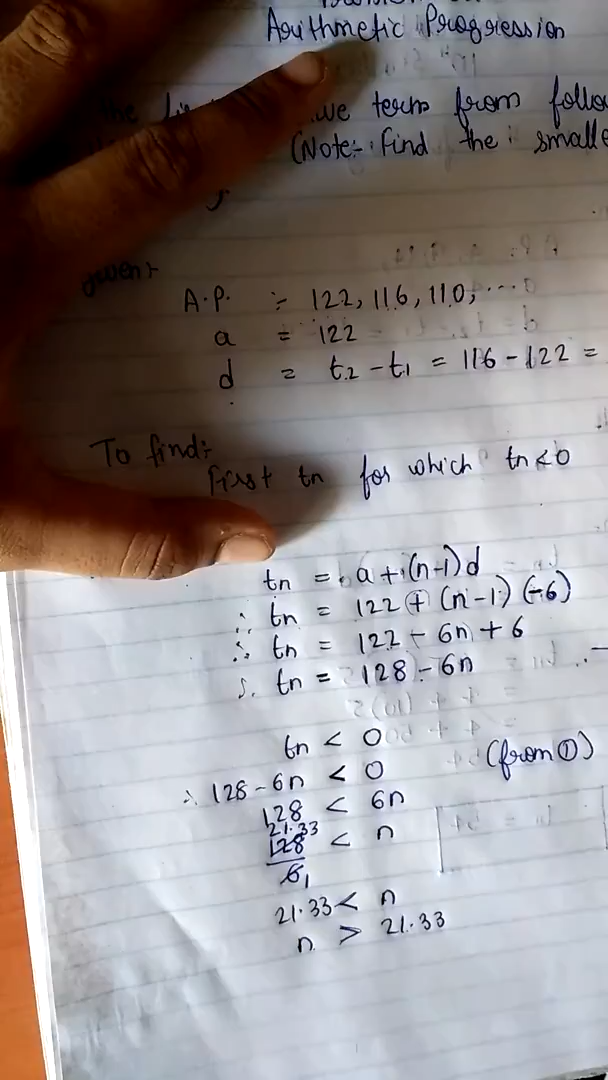 Arithmetic Progression
term from follo
(Note:- Find the smalle
Given:-
A.P. :- 122, 116, 110, ...
a = 122
d = t₂ - t₁ = 116 - 122 =
To find:-
First tn for which tn < 0
tn = a + (n-1)d
∴ tn = 122 + (n-1) (-6)
∴ tn = 122 - 6n + 6
∴ tn = 128 - 6n
tn < 0 (from ①)
∴ 128 - 6n < 0
128 < 6n
21.33
128 < n
6 1
21.33 < n
n > 21.33